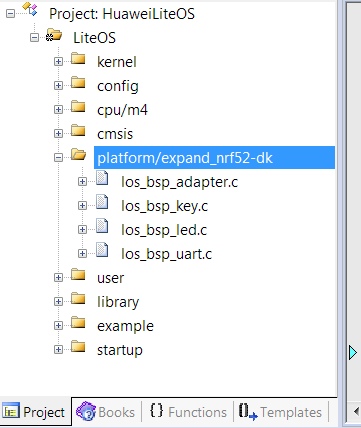 Project: HuaweiLiteOS
LiteOS
kernel
config
cpu/m4
cmsis
platform/expand_nrf52-dk
los_bsp_adapter.c
los_bsp_key.c
los_bsp_led.c
los_bsp_uart.c
user
library
example
startup
Project Books {} Functions Templates